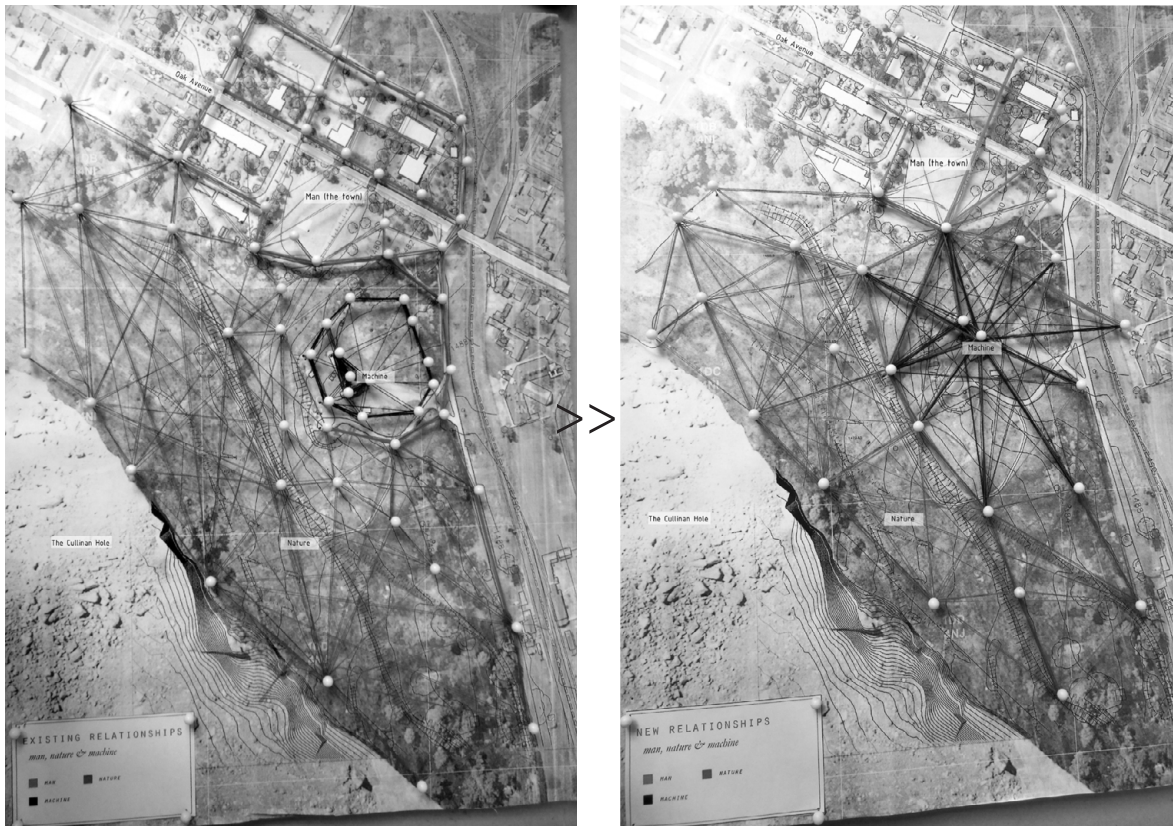 Oak Avenue
Man (the town)
Machine
The Cullinan Hole
Nature
EXISTING RELATIONSHIPS
man, nature & machine
MAN
NATURE
MACHINE
>>
Oak Avenue
Man (the town)
Machine
The Cullinan Hole
Nature
NEW RELATIONSHIPS
man, nature & machine
MAN
NATURE
MACHINE